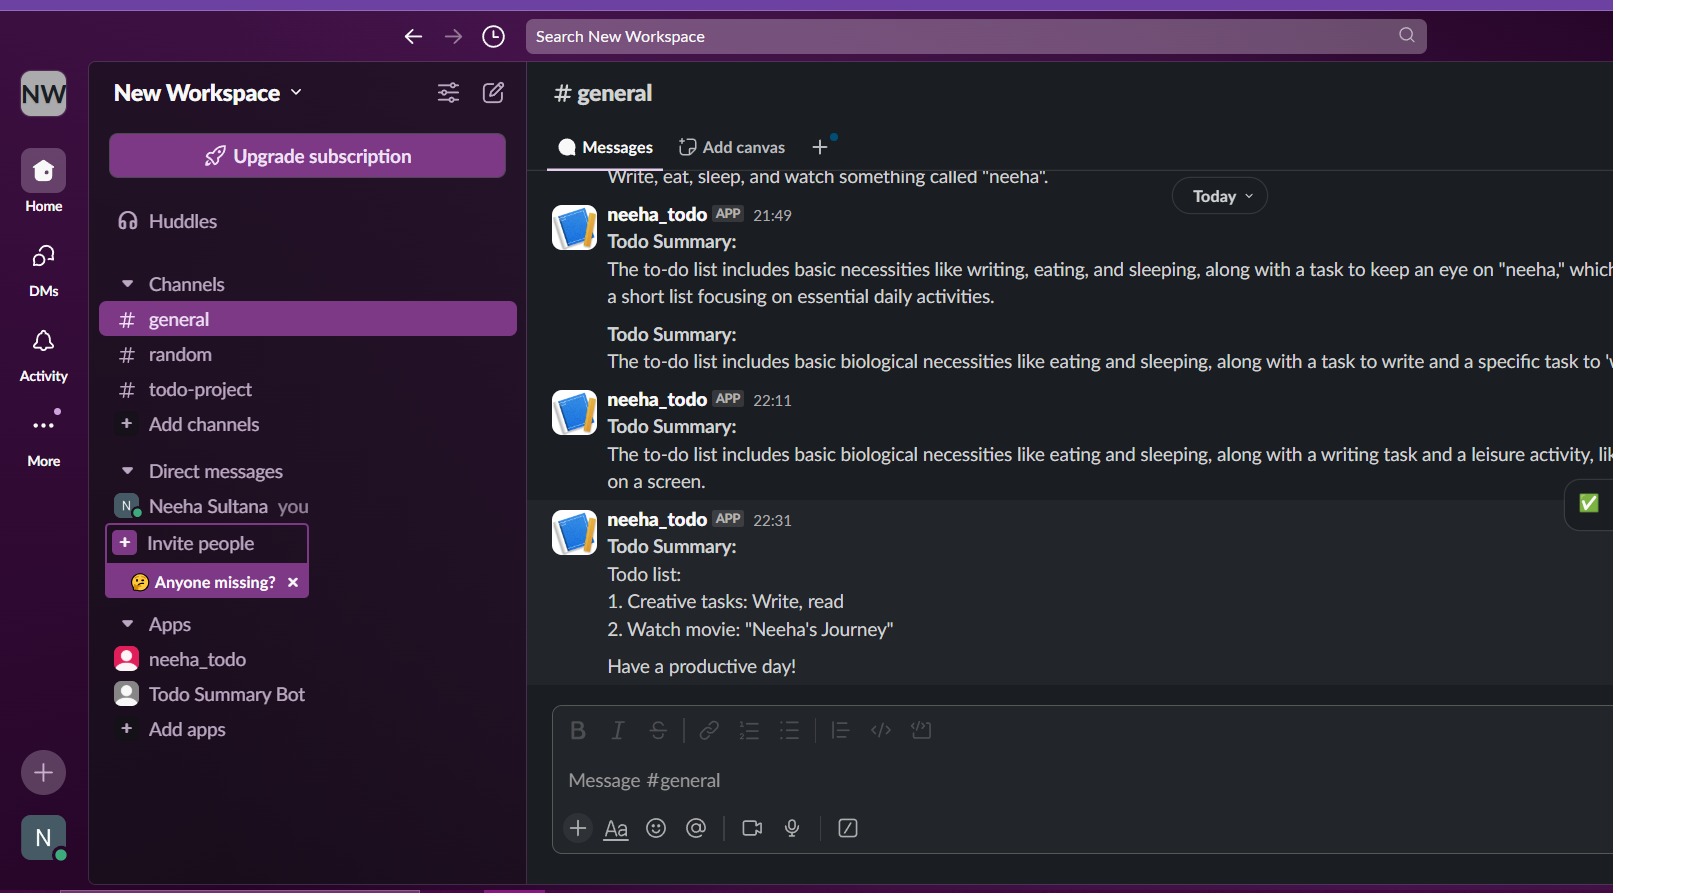 Search New Workspace
NW
New Workspace
Upgrade subscription
Home
DMs
Activity
More
Huddles
Channels
# general
# random
# todo-project
+ Add channels
Direct messages
N Neeha Sultana you
+ Invite people
🤔 Anyone missing? ×
Apps
neeha_todo
Todo Summary Bot
+ Add apps
N
# general
Messages
Add canvas
+
Today
Write, eat, sleep, and watch something called "neeha".
neeha_todo APP 21:49
Todo Summary:
The to-do list includes basic necessities like writing, eating, and sleeping, along with a task to keep an eye on "neeha," which
a short list focusing on essential daily activities.
Todo Summary:
The to-do list includes basic biological necessities like eating and sleeping, along with a task to write and a specific task to
neeha_todo APP 22:11
Todo Summary:
The to-do list includes basic biological necessities like eating and sleeping, along with a writing task and a leisure activity,
on a screen.
neeha_todo APP 22:31
Todo Summary:
Todo list:
1. Creative tasks: Write, read
2. Watch movie: "Neeha's Journey"
Have a productive day!
B I S
Message #general
+ Aa @